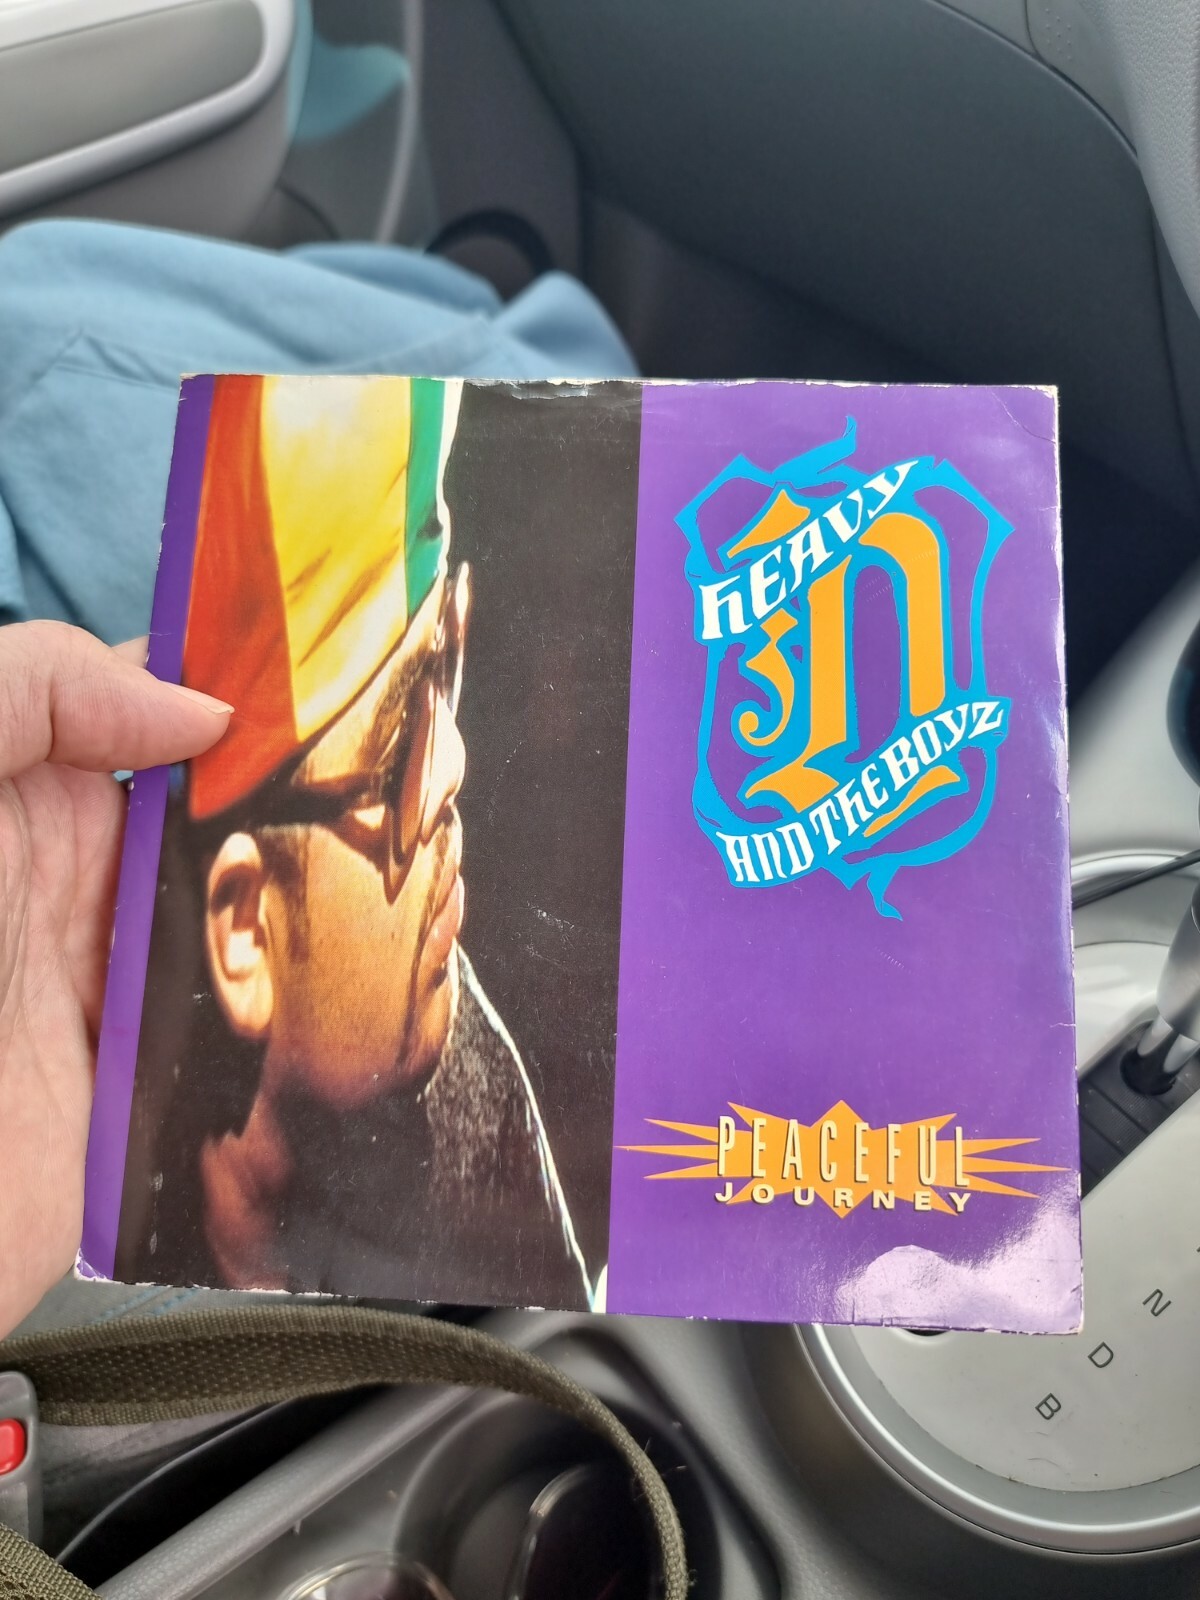 HEAVY
D
AND THE BOYZ
PEACEFUL
JOURNEY
N
D
B